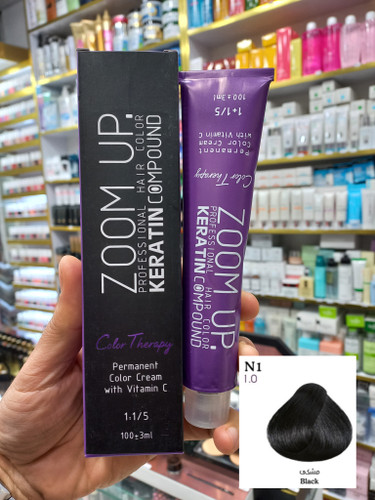 ZOOM UP.
PROFESSIONAL HAIR COLOR
KERATIN COMPOUND
Color Therapy
Permanent
Color Cream
with Vitamin C
1.1/5
100±3ml
ZOOM UP.
PROFESSIONAL HAIR COLOR
KERATIN COMPOUND
Color Therapy
Permanent
Color Cream
with Vitamin C
1+1/5
100±3ml
N1
1.0
مشکی
Black